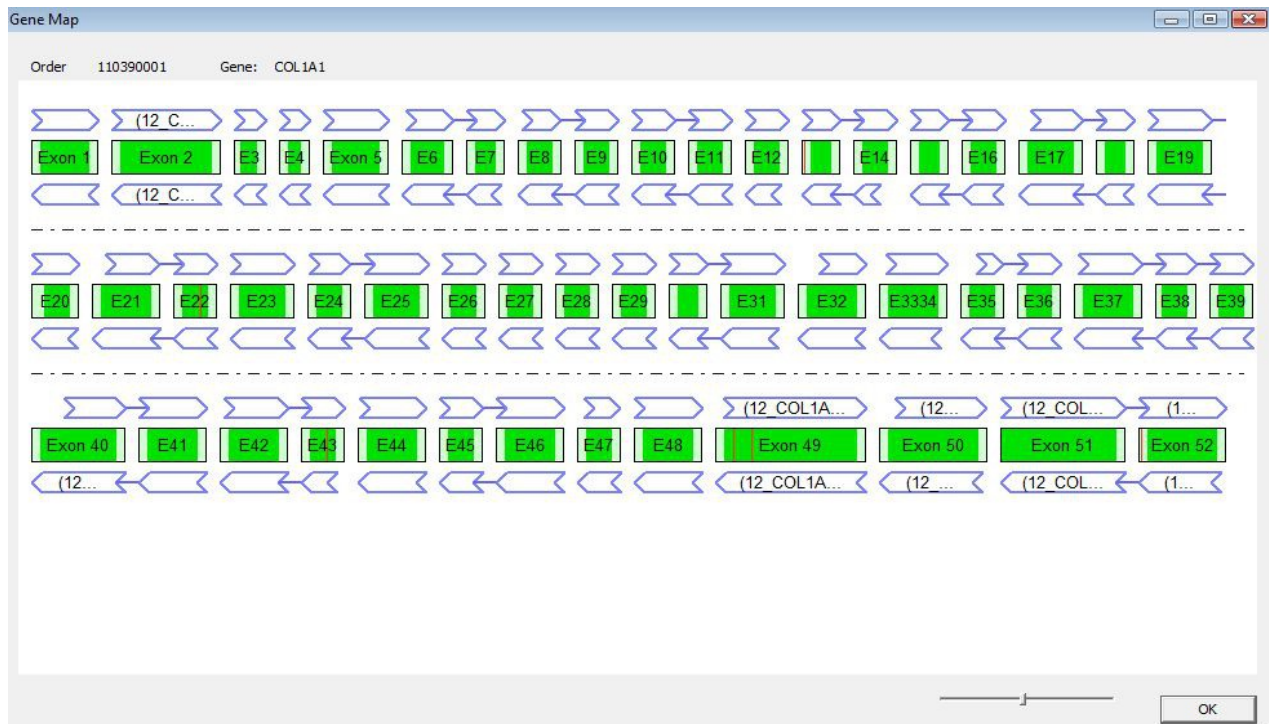 Gene Map
Order 110390001 Gene: COL1A1
(12_C...
Exon 1 Exon 2 E3 E4 Exon 5 E6 E7 E8 E9 E10 E11 E12 E14 E16 E17 E19
(12_C...
E20 E21 E22 E23 E24 E25 E26 E27 E28 E29 E31 E32 E3334 E35 E36 E37 E38 E39
(12_COL1A... (12... (12_COL... (1...
Exon 40 E41 E42 E43 E44 E45 E46 E47 E48 Exon 49 Exon 50 Exon 51 Exon 52
(12... (12_COL1A... (12_... (12_COL... (1...
OK